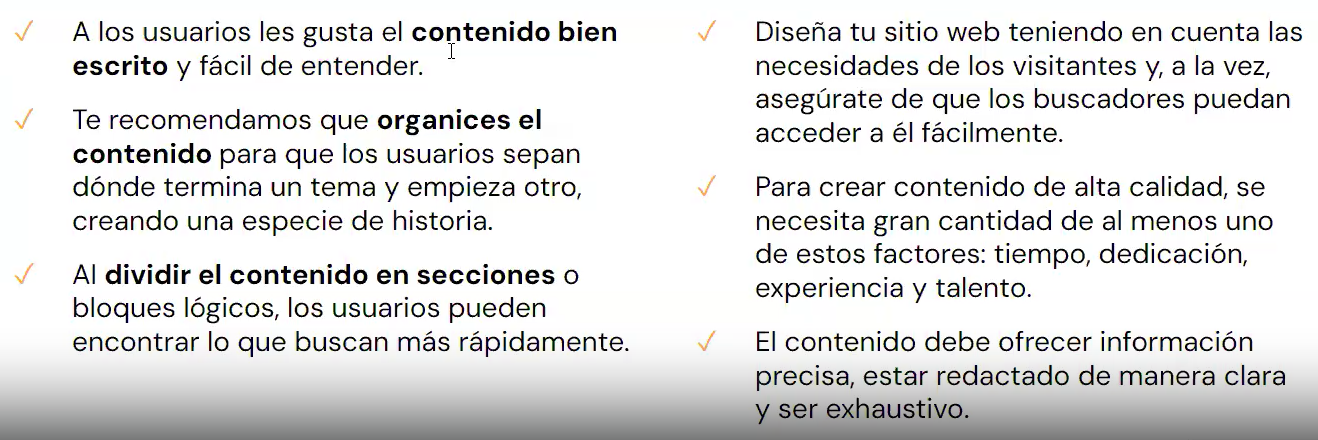 A los usuarios les gusta el contenido bien
escrito y fácil de entender.
Te recomendamos que organices el
contenido para que los usuarios sepan
dónde termina un tema y empieza otro,
creando una especie de historia.
Al dividir el contenido en secciones o
bloques lógicos, los usuarios pueden
encontrar lo que buscan más rápidamente.
Diseña tu sitio web teniendo en cuenta las
necesidades de los visitantes y, a la vez,
asegúrate de que los buscadores puedan
acceder a él fácilmente.
Para crear contenido de alta calidad, se
necesita gran cantidad de al menos uno
de estos factores: tiempo, dedicación,
experiencia y talento.
El contenido debe ofrecer información
precisa, estar redactado de manera clara
y ser exhaustivo.